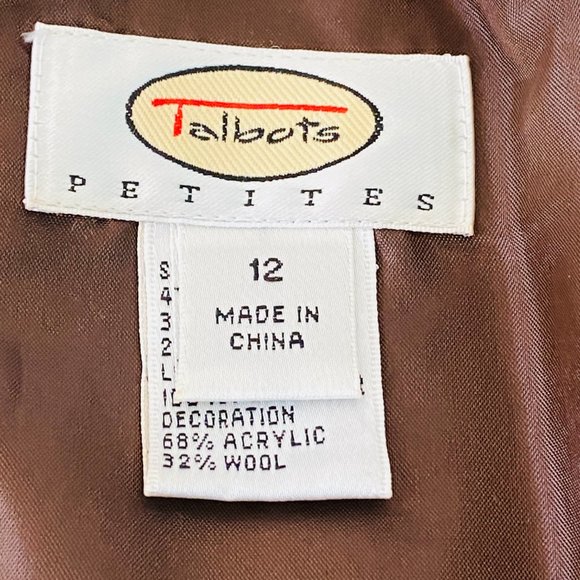 Talbots
PETITES
12
MADE IN
CHINA
DECORATION
68% ACRYLIC
32% WOOL